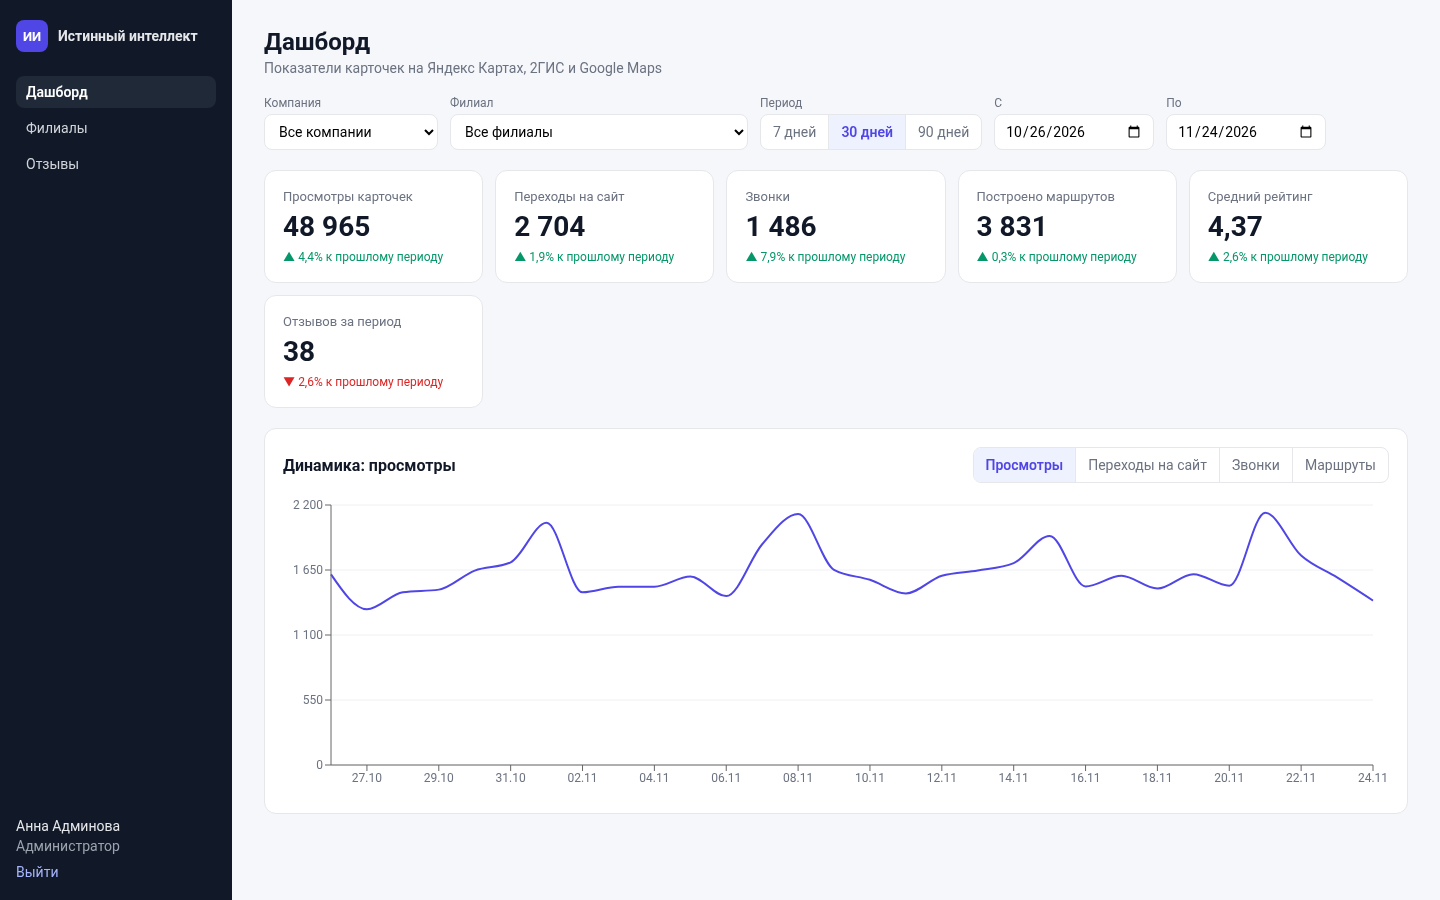 ИИ Истинный интеллект
Дашборд
Филиалы
Отзывы
Анна Админова
Администратор
Выйти
Дашборд
Показатели карточек на Яндекс Картах, 2ГИС и Google Maps
Компания Филиал Период С По
Все компании Все филиалы 7 дней 30 дней 90 дней 10/26/2026 11/24/2026
Просмотры карточек
48 965
▲ 4,4% к прошлому периоду
Переходы на сайт
2 704
▲ 1,9% к прошлому периоду
Звонки
1 486
▲ 7,9% к прошлому периоду
Построено маршрутов
3 831
▲ 0,3% к прошлому периоду
Средний рейтинг
4,37
▲ 2,6% к прошлому периоду
Отзывов за период
38
▼ 2,6% к прошлому периоду
Динамика: просмотры
Просмотры Переходы на сайт Звонки Маршруты
2 200
1 650
1 100
550
0
27.10 29.10 31.10 02.11 04.11 06.11 08.11 10.11 12.11 14.11 16.11 18.11 20.11 22.11 24.11